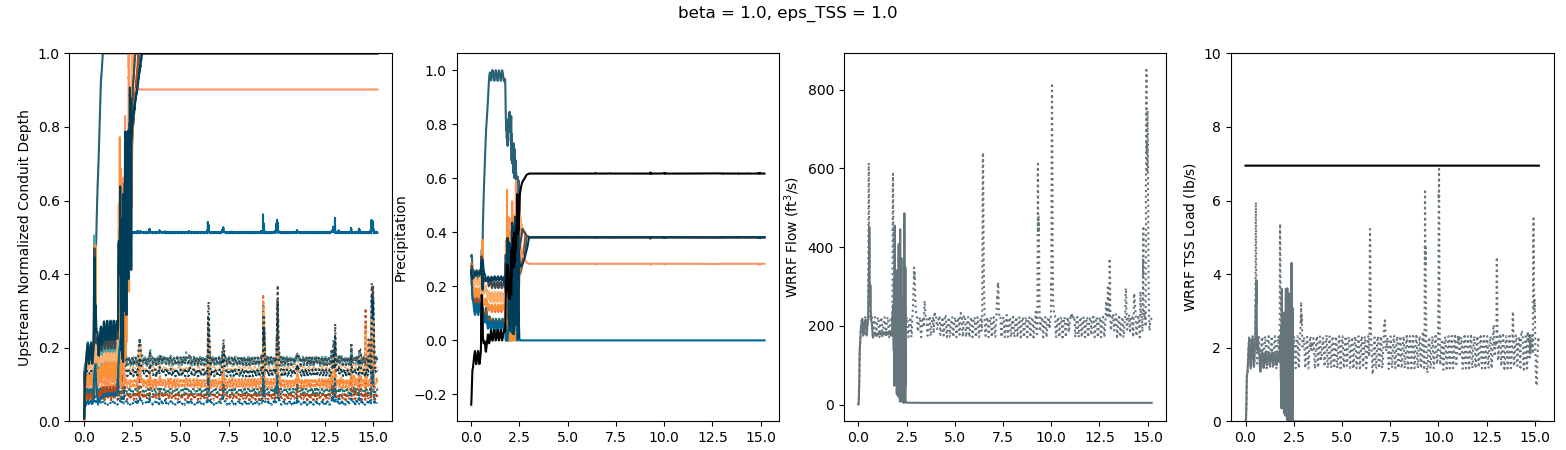 beta = 1.0, eps_TSS = 1.0
Upstream Normalized Conduit Depth
1.0
0.8
0.6
0.4
0.2
0.0
0.0 2.5 5.0 7.5 10.0 12.5 15.0
Precipitation
1.0
0.8
0.6
0.4
0.2
0.0
−0.2
0.0 2.5 5.0 7.5 10.0 12.5 15.0
WRRF Flow (ft³/s)
800
600
400
200
0
0.0 2.5 5.0 7.5 10.0 12.5 15.0
WRRF TSS Load (lb/s)
10
8
6
4
2
0
0.0 2.5 5.0 7.5 10.0 12.5 15.0